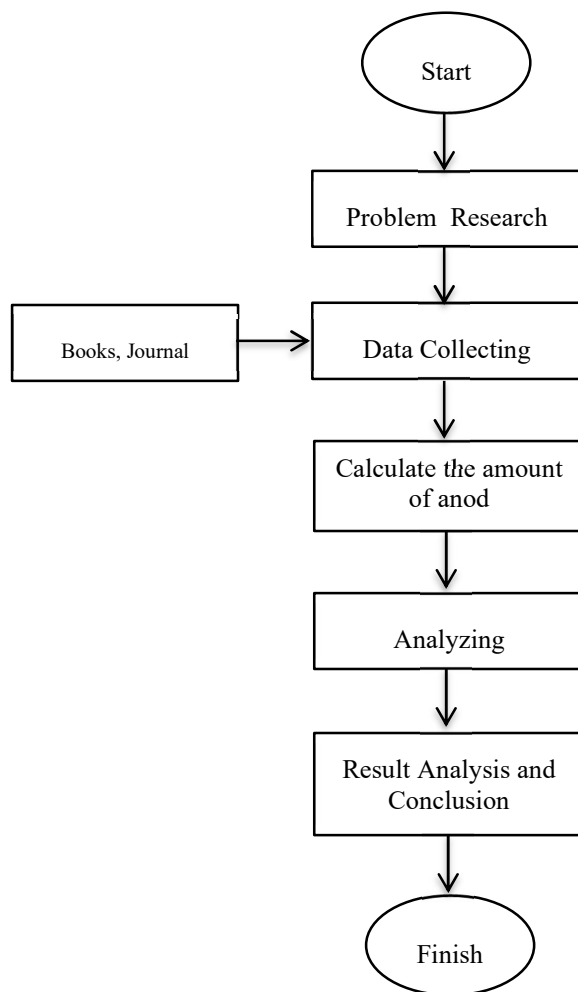 Start
Problem Research
Books, Journal
Data Collecting
Calculate the amount
of anod
Analyzing
Result Analysis and
Conclusion
Finish